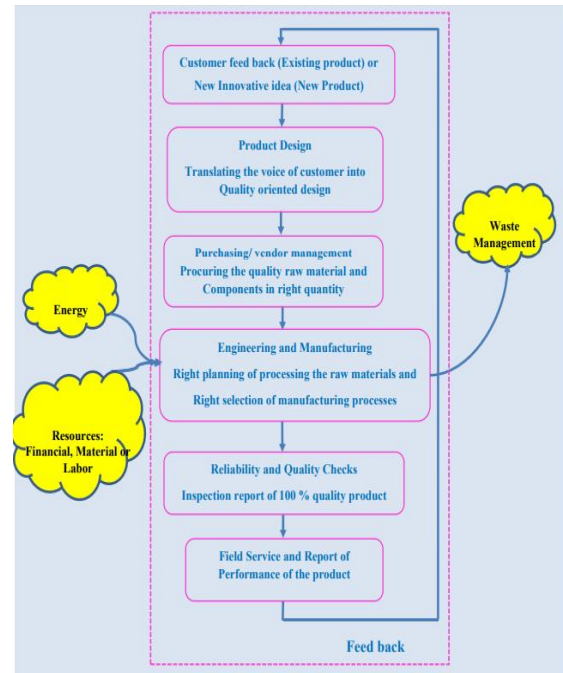 Customer feed back (Existing product) or
New Innovative idea (New Product)
Product Design
Translating the voice of customer into
Quality oriented design
Purchasing/ vendor management
Procuring the quality raw material and
Components in right quantity
Waste
Management
Energy
Engineering and Manufacturing
Right planning of processing the raw materials and
Right selection of manufacturing processes
Resources:
Financial, Material or
Labor
Reliability and Quality Checks
Inspection report of 100 % quality product
Field Service and Report of
Performance of the product
Feed back